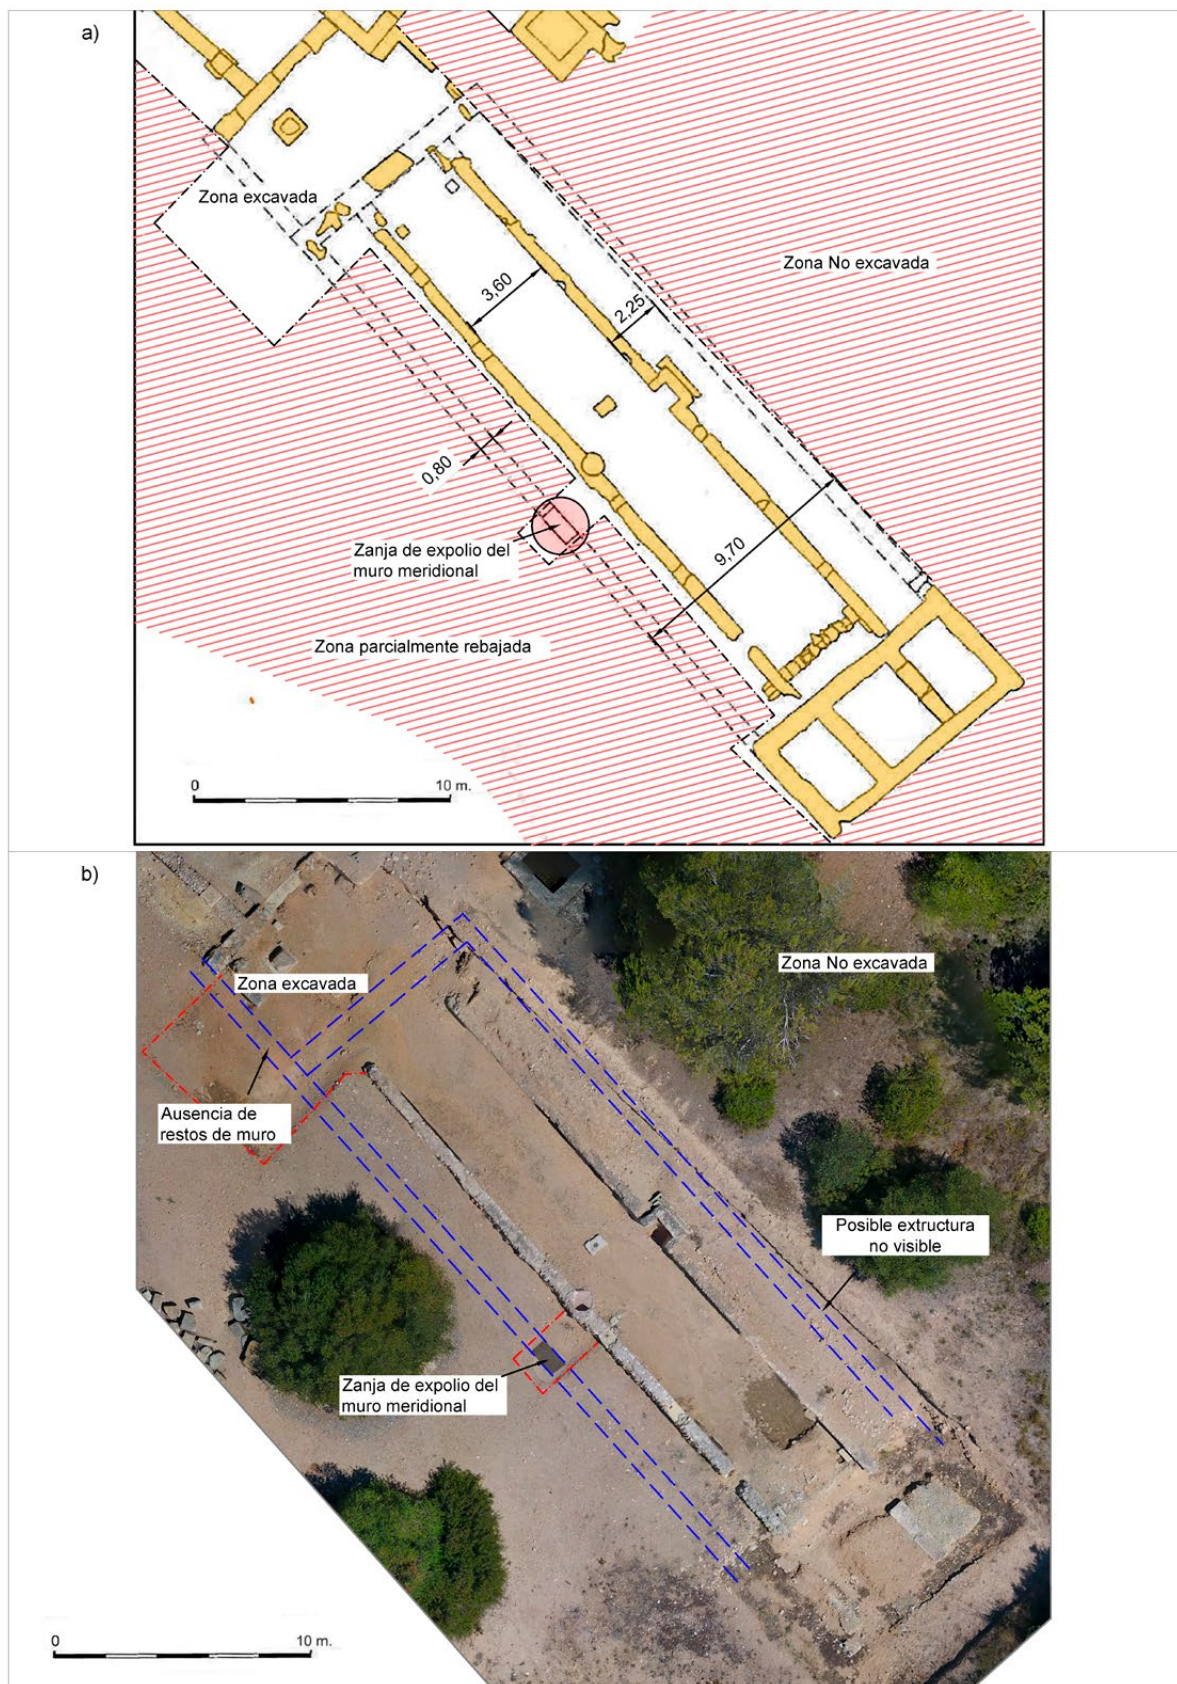 a)
Zona excavada
Zona No excavada
3,60
2,25
0,80
9,70
Zanja de expolio del
muro meridional
Zona parcialmente rebajada
0
10 m.
b)
Zona No excavada
Zona excavada
Ausencia de
restos de muro
Posible extructura
no visible
Zanja de expolio del
muro meridional
0
10 m.